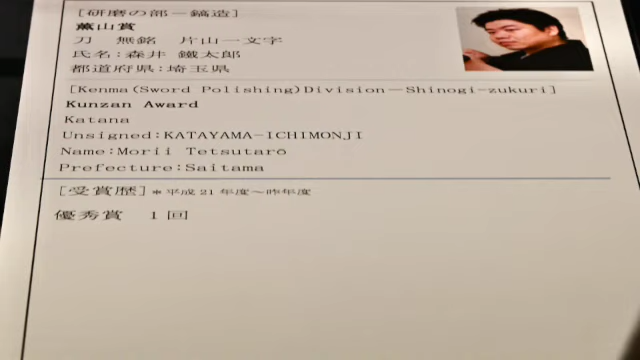 [研磨の部－鎬造]
薫山賞
刀　無銘　片山一文字
氏名：森井　鐵太郎
都道府県：埼玉県
[Kenma(Sword Polishing)Division－Shinogi-zukuri]
Kunzan Award
Katana
Unsigned:KATAYAMA-ICHIMONJI
Name:Morii Tetsutarō
Prefecture:Saitama
[受賞歴]＊平成21年度～昨年度
優秀賞　1回